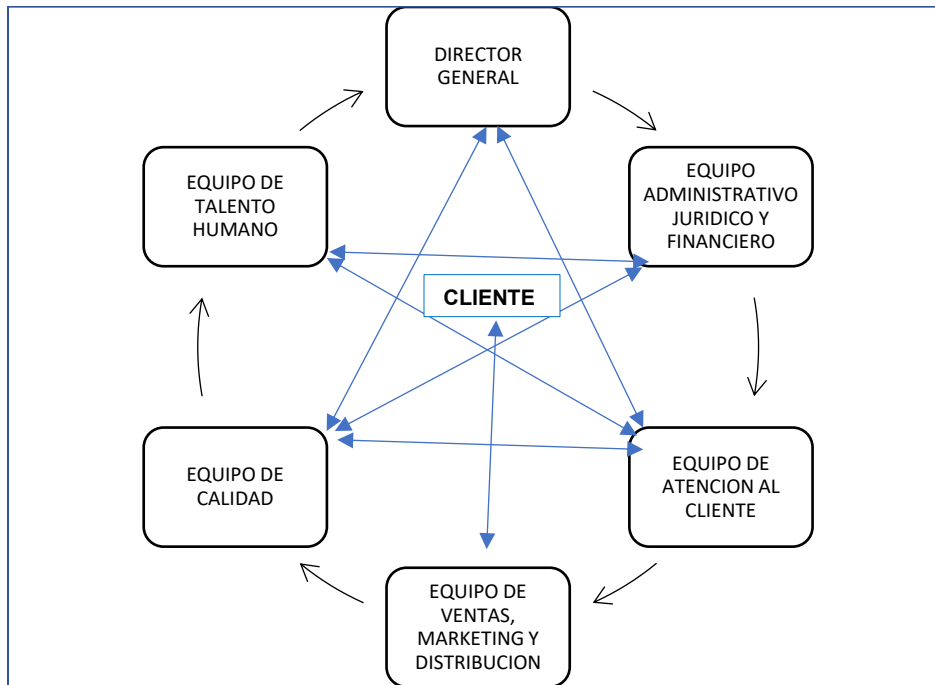 DIRECTOR
GENERAL
EQUIPO
ADMINISTRATIVO
JURIDICO Y
FINANCIERO
EQUIPO DE
ATENCION AL
CLIENTE
EQUIPO DE
VENTAS,
MARKETING Y
DISTRIBUCION
EQUIPO DE
CALIDAD
EQUIPO DE
TALENTO
HUMANO
CLIENTE